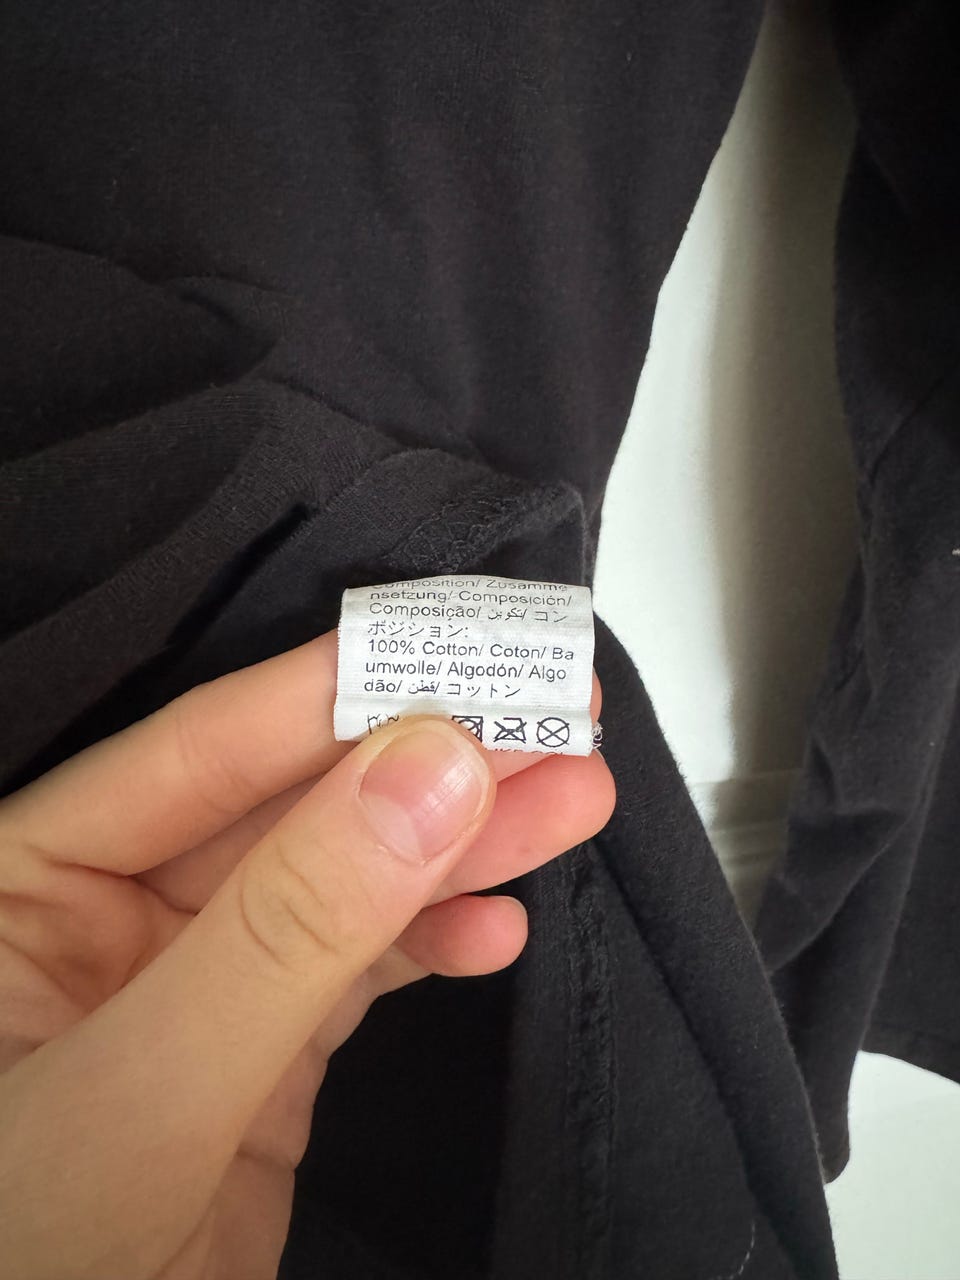 Composition/ Zusamme
nsetzung/ Composición/
Composição/ تكوين/ コン
ポジション:
100% Cotton/ Coton/ Ba
umwolle/ Algodón/ Algo
dão/ قطن/ コットン